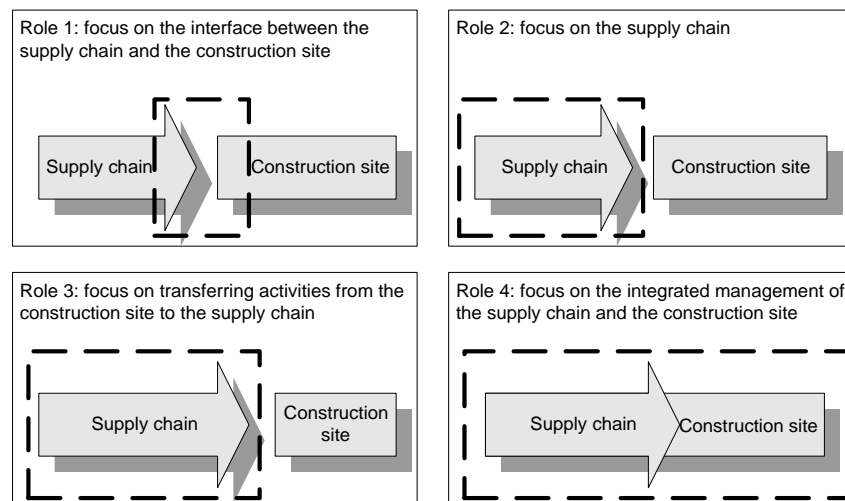 Role 1: focus on the interface between the
supply chain and the construction site
Supply chain
Construction site
Role 2: focus on the supply chain
Supply chain
Construction site
Role 3: focus on transferring activities from the
construction site to the supply chain
Supply chain
Construction
site
Role 4: focus on the integrated management of
the supply chain and the construction site
Supply chain
Construction site